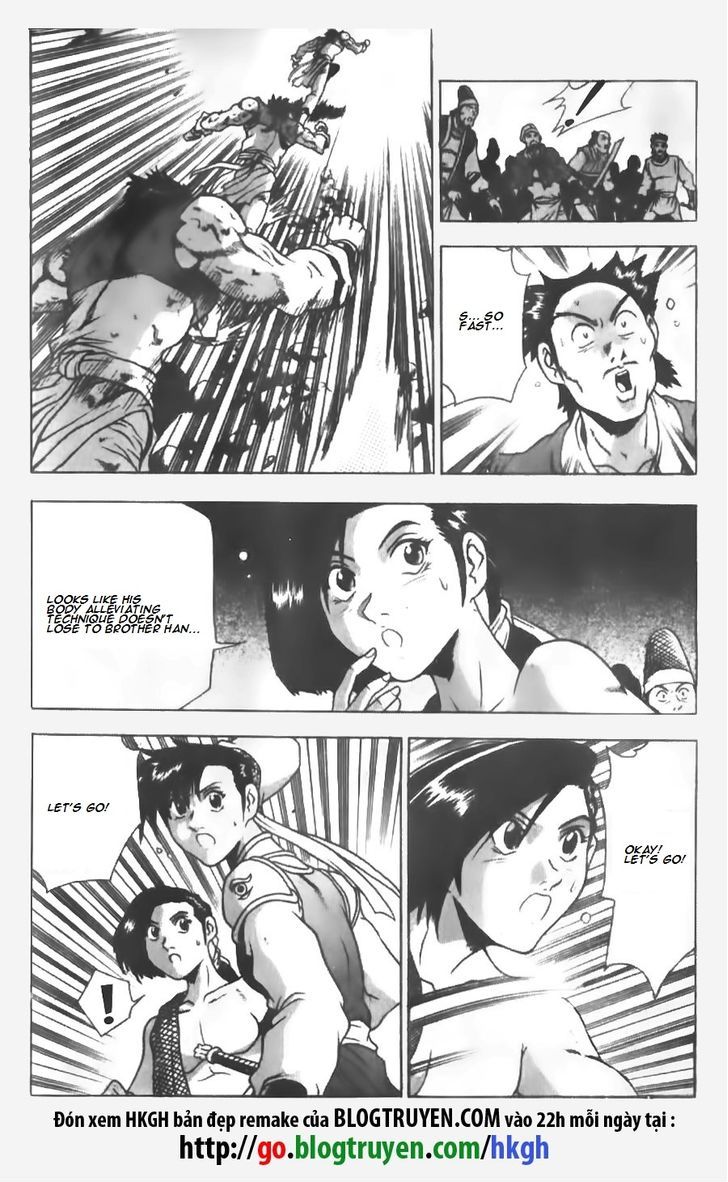 !
S... SO
FAST...
LOOKS LIKE HIS
BODY ALLEVIATING
TECHNIQUE DOESN'T
LOSE TO BROTHER HAN...
LET'S GO!
!
OKAY!
LET'S GO!
Đón xem HKGH bản đẹp remake của BLOGTRUYEN.COM vào 22h mỗi ngày tại :
http://go.blogtruyen.com/hkgh